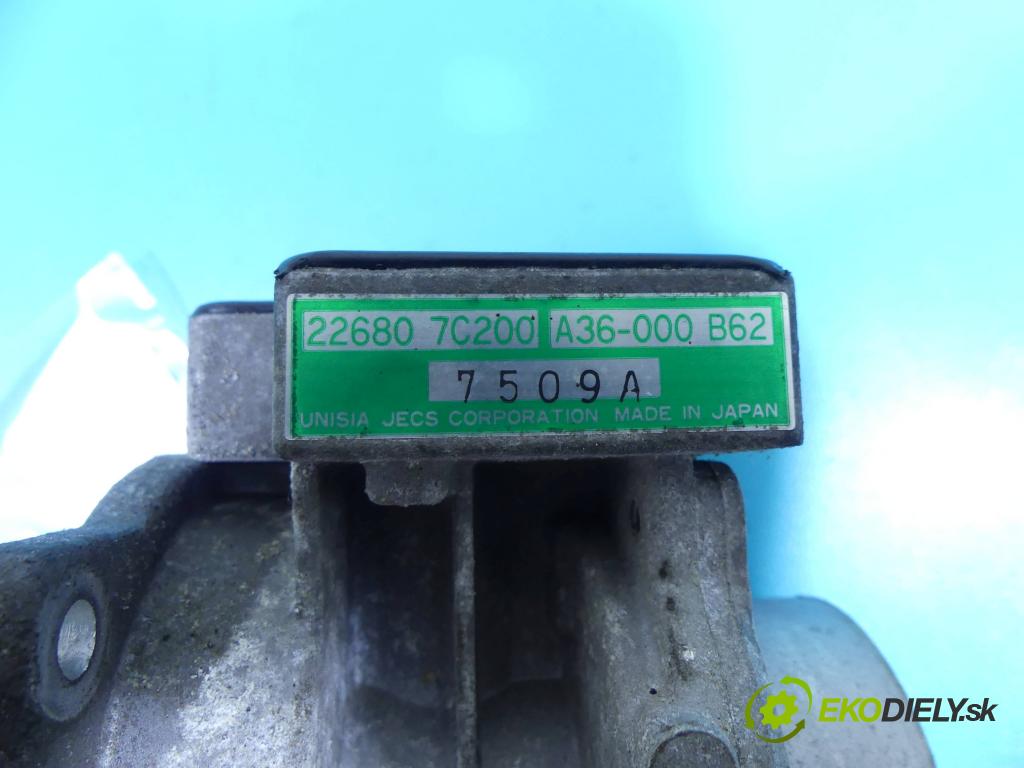 22680 7C200 A36-000 B62
7509A
UNISIA JECS CORPORATION MADE IN JAPAN
EKODIELY.sk